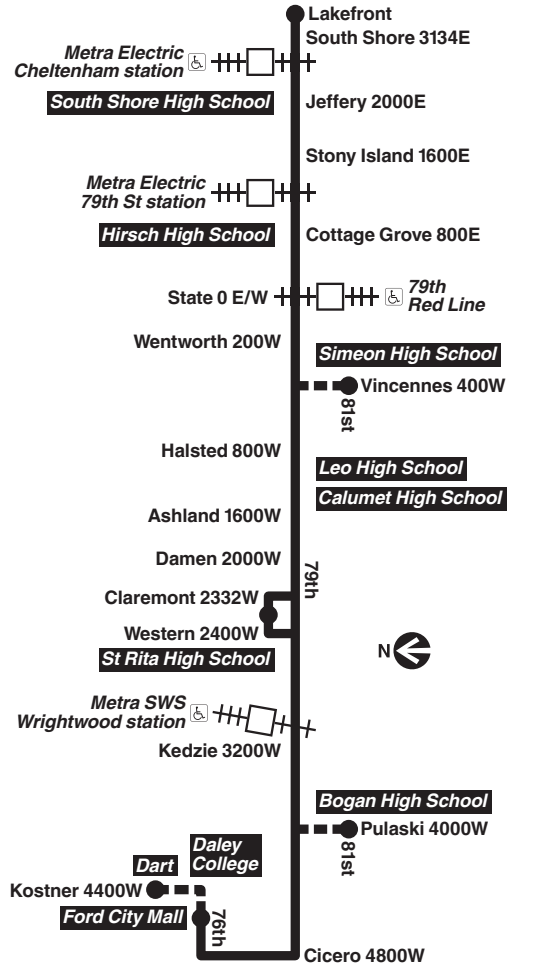 Lakefront
South Shore 3134E
Metra Electric
Cheltenham station
South Shore High School
Jeffery 2000E
Stony Island 1600E
Metra Electric
79th St station
Hirsch High School
Cottage Grove 800E
State 0 E/W
79th
Red Line
Wentworth 200W
Simeon High School
Vincennes 400W
81st
Halsted 800W
Leo High School
Calumet High School
Ashland 1600W
Damen 2000W
79th
Claremont 2332W
Western 2400W
St Rita High School
N
Metra SWS
Wrightwood station
Kedzie 3200W
Bogan High School
Pulaski 4000W
81st
Daley
College
Dart
Kostner 4400W
Ford City Mall
76th
Cicero 4800W